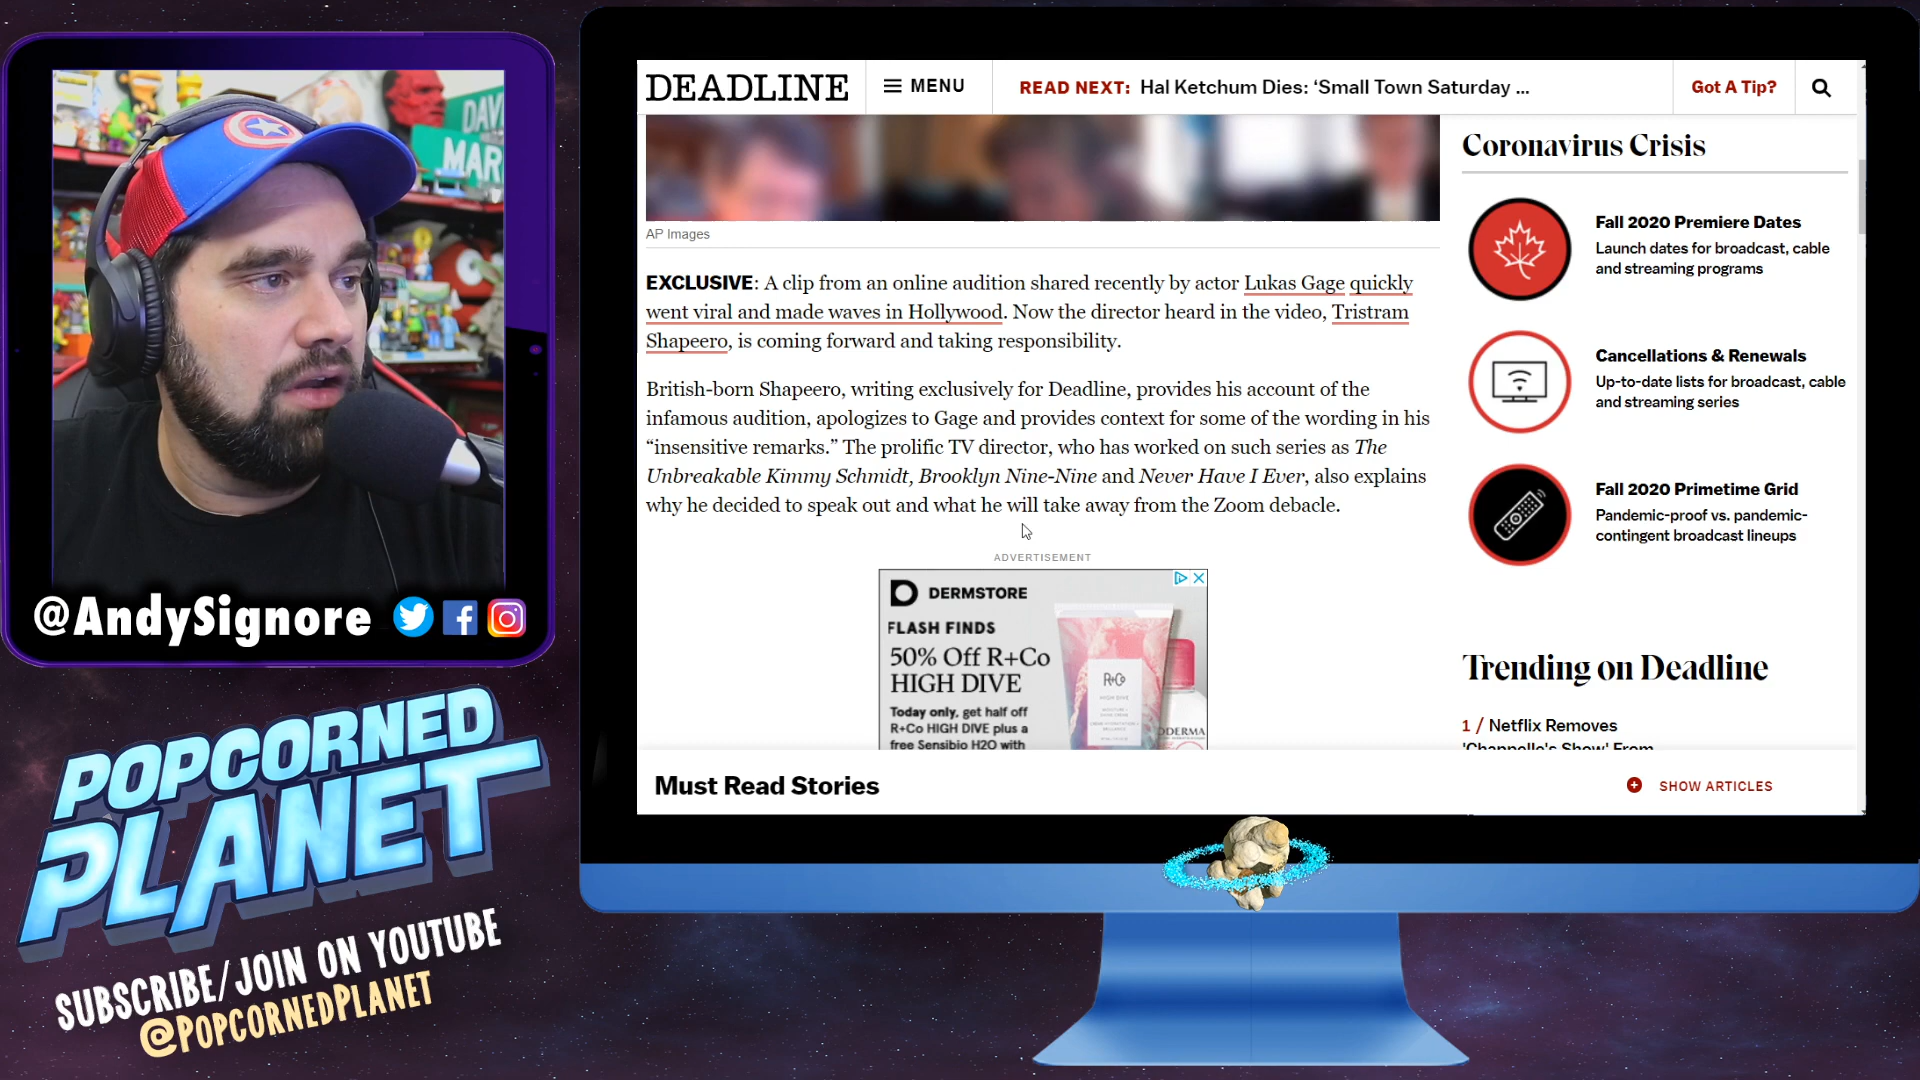 DAV
MAR
@AndySignore
POPCORNED
PLANET
SUBSCRIBE/JOIN ON YOUTUBE
@POPCORNEDPLANET
DEADLINE
MENU
READ NEXT: Hal Ketchum Dies: ‘Small Town Saturday ...
Got A Tip?
AP Images
EXCLUSIVE: A clip from an online audition shared recently by actor Lukas Gage quickly
went viral and made waves in Hollywood. Now the director heard in the video, Tristram
Shapeero, is coming forward and taking responsibility.
British-born Shapeero, writing exclusively for Deadline, provides his account of the
infamous audition, apologizes to Gage and provides context for some of the wording in his
“insensitive remarks.” The prolific TV director, who has worked on such series as The
Unbreakable Kimmy Schmidt, Brooklyn Nine-Nine and Never Have I Ever, also explains
why he decided to speak out and what he will take away from the Zoom debacle.
ADVERTISEMENT
DERMSTORE
FLASH FINDS
50% Off R+Co
HIGH DIVE
Today only, get half off
R+Co HIGH DIVE plus a
free Sensibio H2O with
R+Co
HIGH DIVE
DERMA
Coronavirus Crisis
Fall 2020 Premiere Dates
Launch dates for broadcast, cable
and streaming programs
Cancellations & Renewals
Up-to-date lists for broadcast, cable
and streaming series
Fall 2020 Primetime Grid
Pandemic-proof vs. pandemic-
contingent broadcast lineups
Trending on Deadline
1 / Netflix Removes
'Chappelle's Show' From
Must Read Stories
SHOW ARTICLES